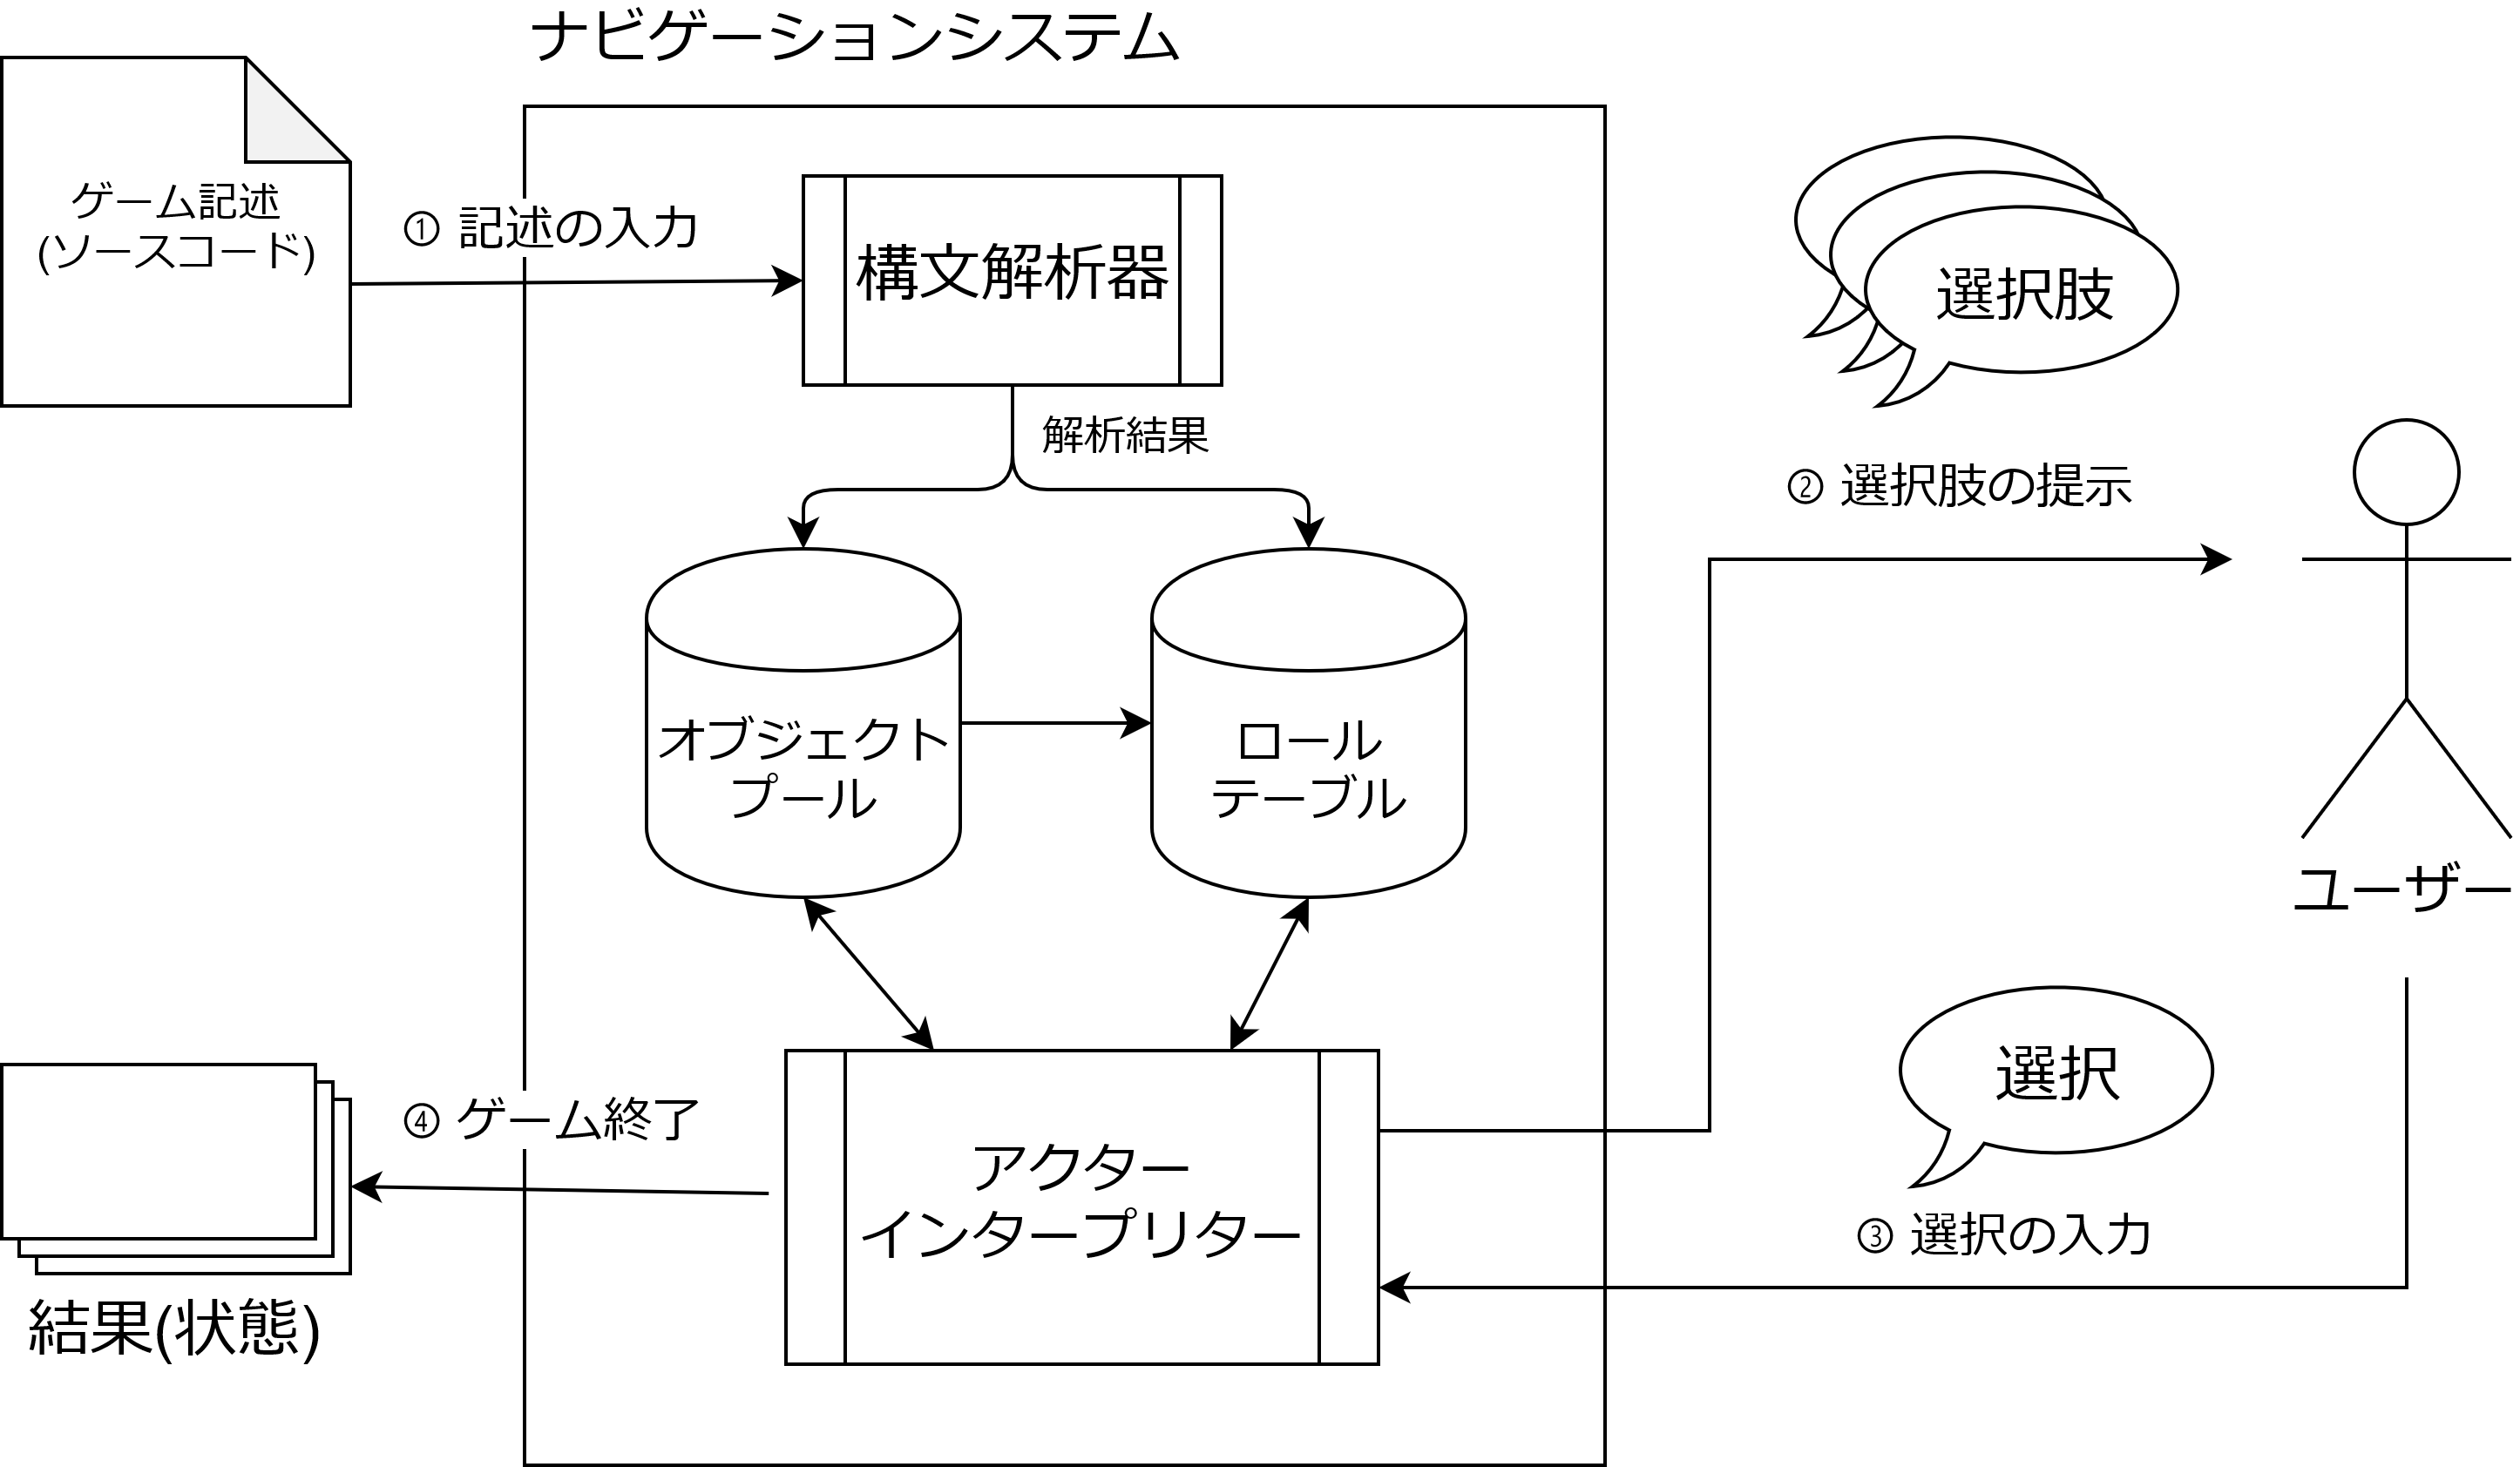 ナビゲーションシステム
ゲーム記述
(ソースコード)
① 記述の入力
構文解析器
選択肢
解析結果
② 選択肢の提示
オブジェクト
プール
ロール
テーブル
ユーザー
選択
④ ゲーム終了
アクター
インタープリター
③ 選択の入力
結果(状態)